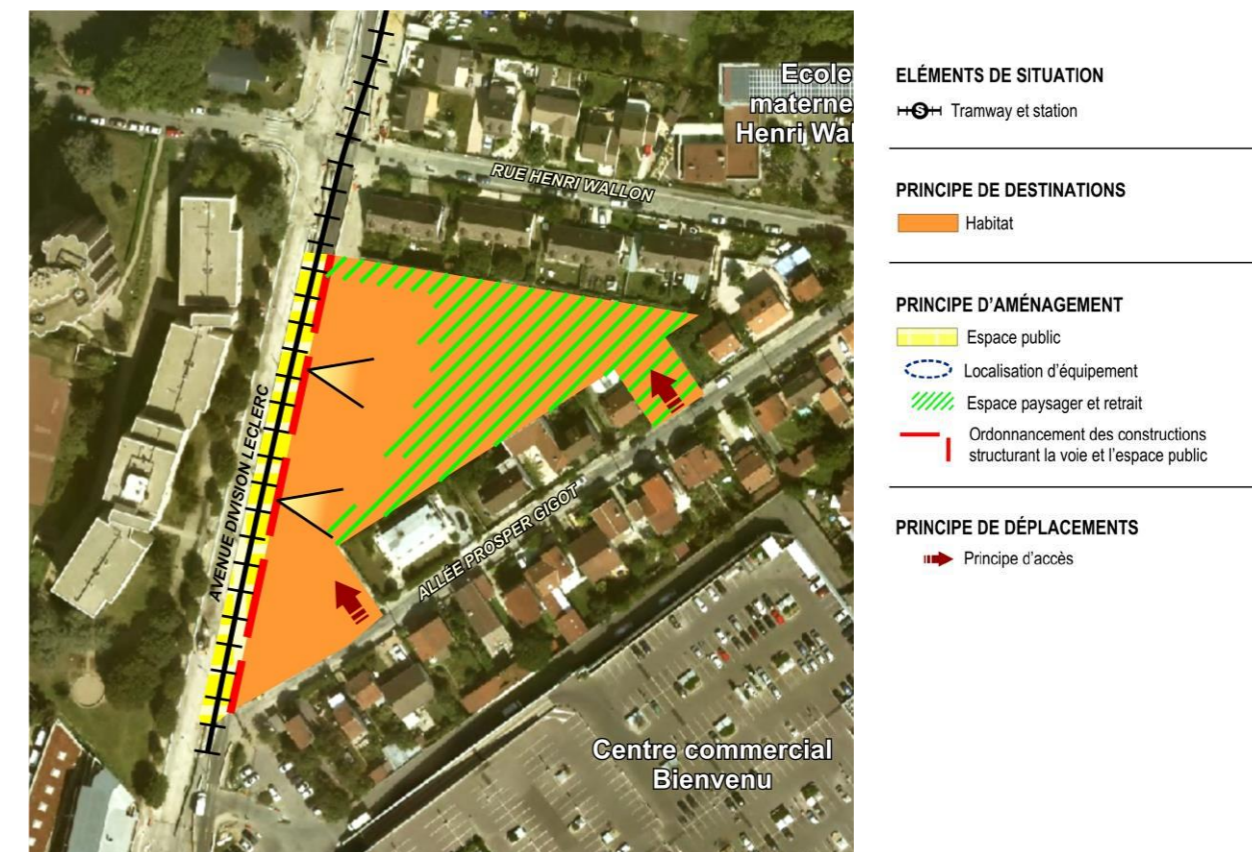 Ecole
materne
Henri Wal
RUE HENRI WALLON
AVENUE DIVISION LECLERC
ALLÉE PROSPER GIGOT
Centre commercial
Bienvenu
ELÉMENTS DE SITUATION
S Tramway et station
PRINCIPE DE DESTINATIONS
Habitat
PRINCIPE D'AMÉNAGEMENT
Espace public
Localisation d'équipement
Espace paysager et retrait
Ordonnancement des constructions
structurant la voie et l'espace public
PRINCIPE DE DÉPLACEMENTS
Principe d'accès